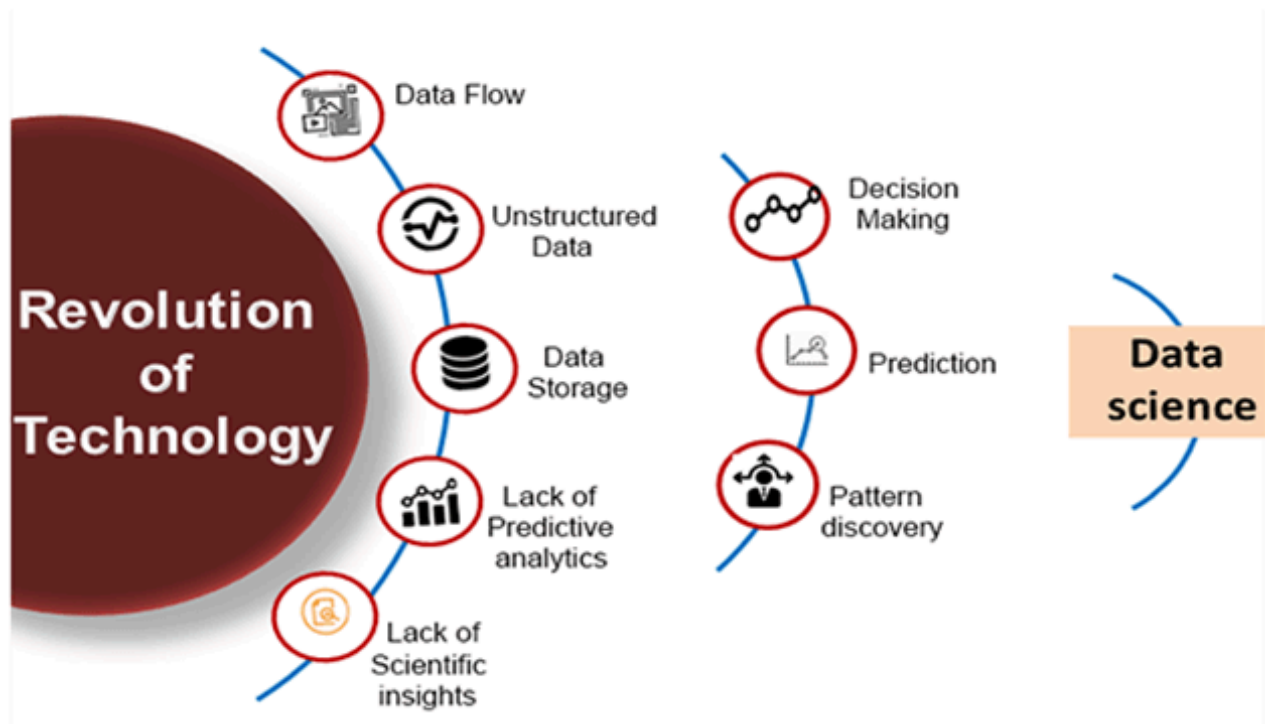 Revolution
of
Technology
Data Flow
Unstructured
Data
Data
Storage
Lack of
Predictive
analytics
Lack of
Scientific
insights
Decision
Making
Prediction
Pattern
discovery
Data
science